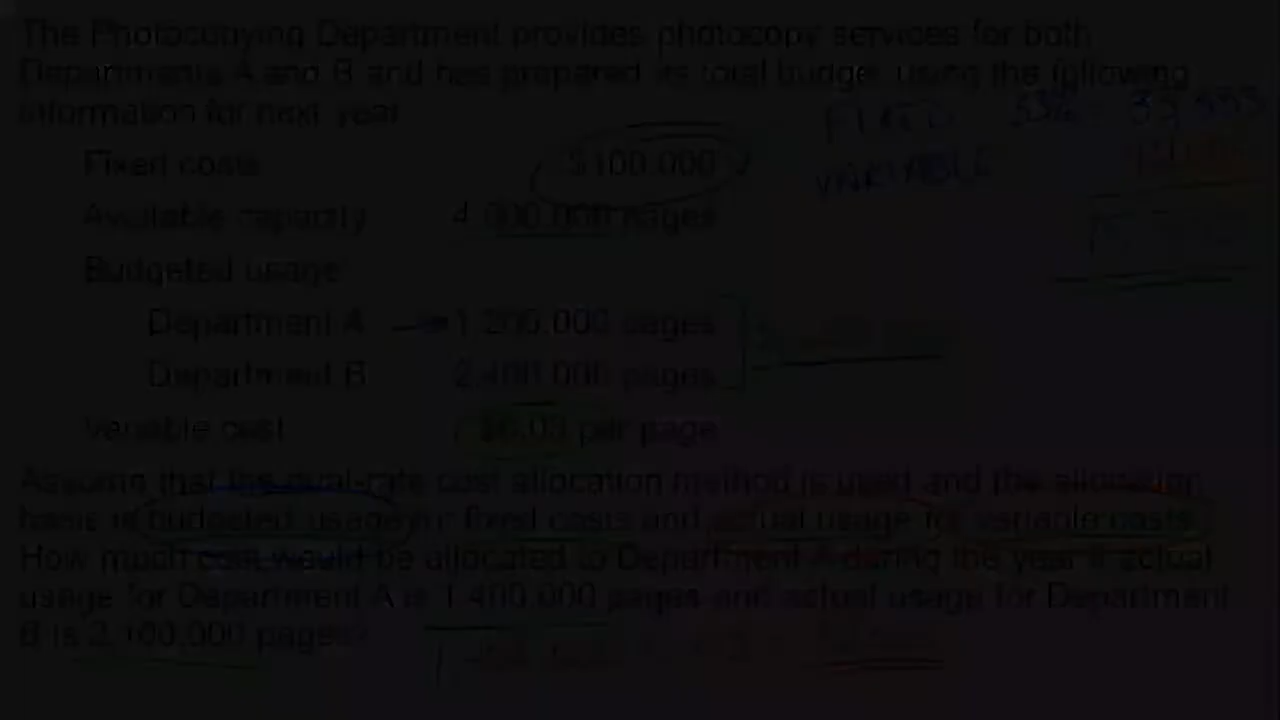 The Photocopying Department provides photocopy services for both
Departments A and B and has prepared its total budget using the following
information for next year
Fixed costs $100,000
Available capacity 4,000,000 pages
Budgeted usage
Department A 1,200,000 pages
Department B 2,400,000 pages
Variable cost $0.03 per page
Assume that the dual-rate cost allocation method is used and the allocation
basis is budgeted usage for fixed costs and actual usage for variable costs.
How much cost would be allocated to Department A during the year if actual
usage for Department A is 1,400,000 pages and actual usage for Department
B is 2,100,000 pages
FIXED
VARIABLE